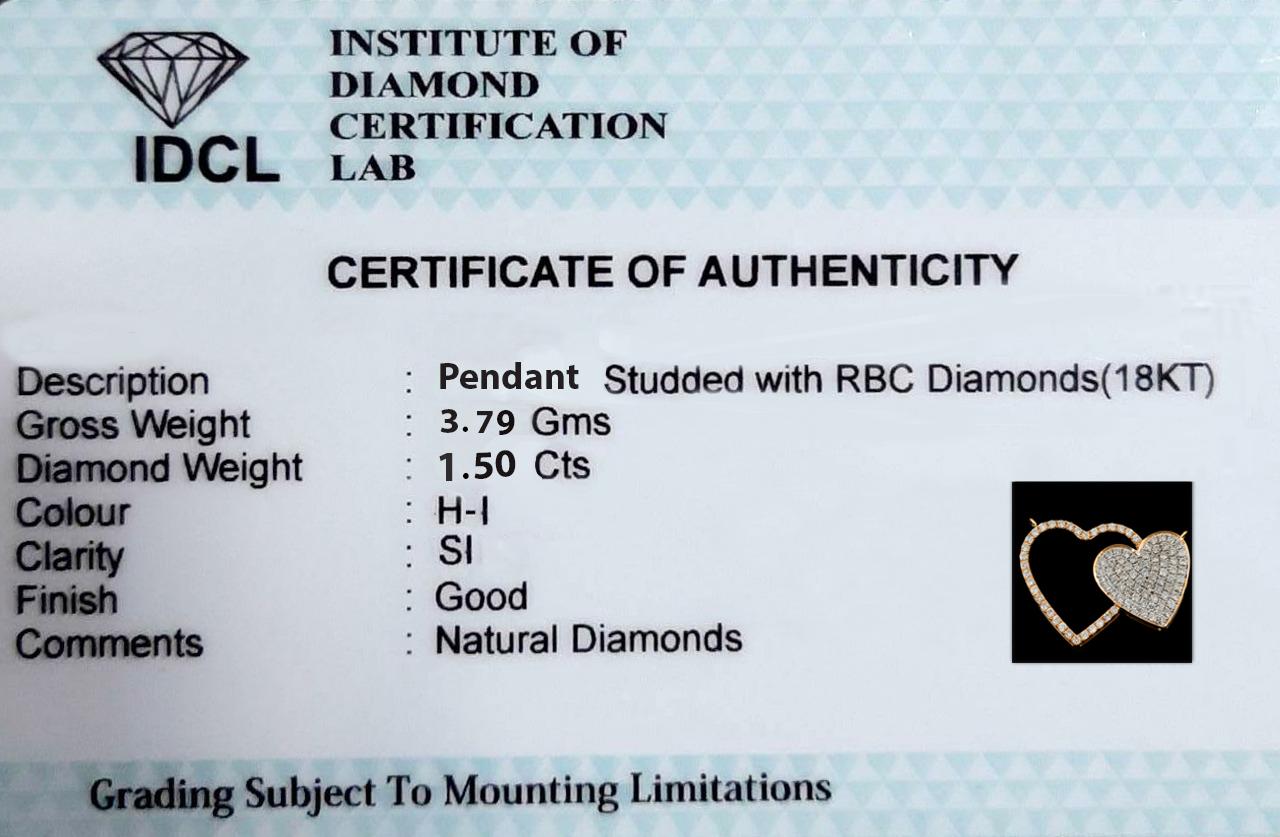 IDCL
INSTITUTE OF
DIAMOND
CERTIFICATION
LAB
CERTIFICATE OF AUTHENTICITY
Description : Pendant Studded with RBC Diamonds(18KT)
Gross Weight : 3.79 Gms
Diamond Weight : 1.50 Cts
Colour : H-I
Clarity : SI
Finish : Good
Comments : Natural Diamonds
Grading Subject To Mounting Limitations